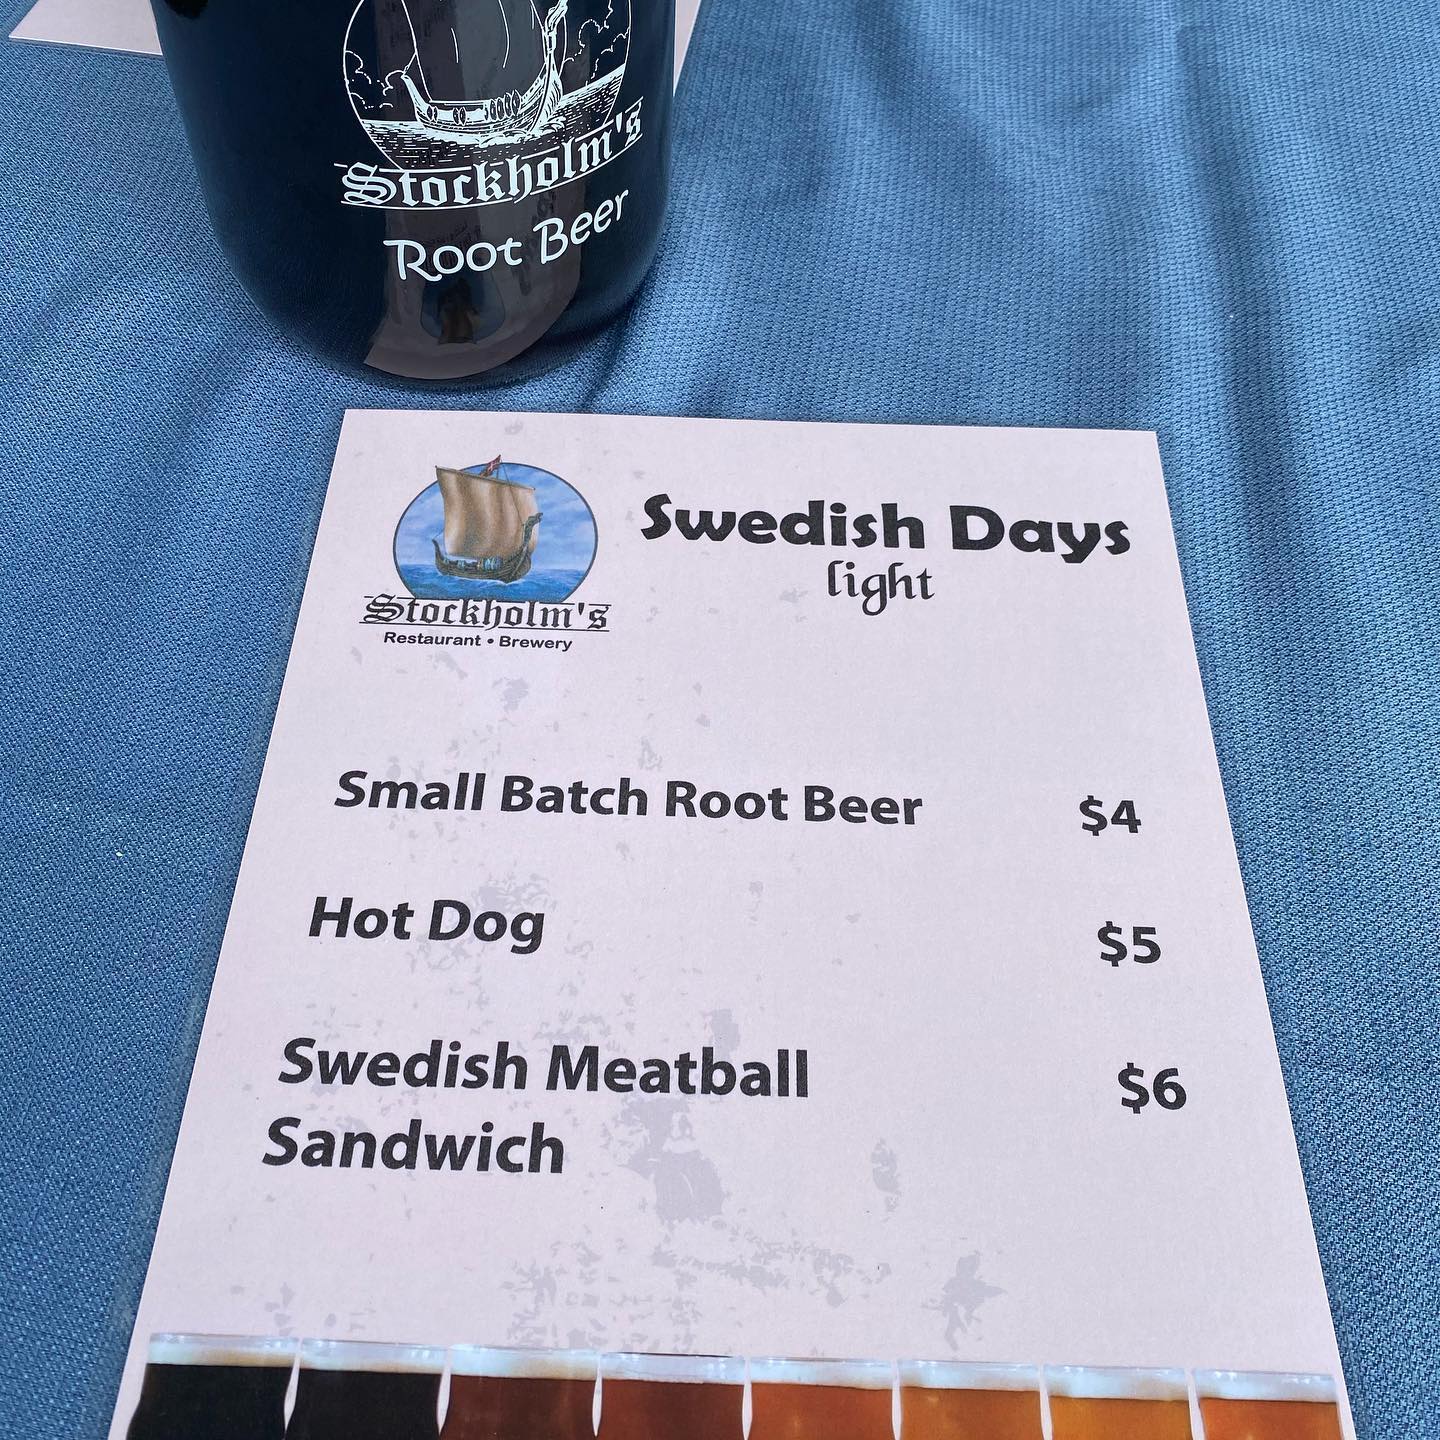 Stockholm's
Root Beer
Stockholm's
Restaurant • Brewery
Swedish Days
light
Small Batch Root Beer $4
Hot Dog $5
Swedish Meatball $6
Sandwich